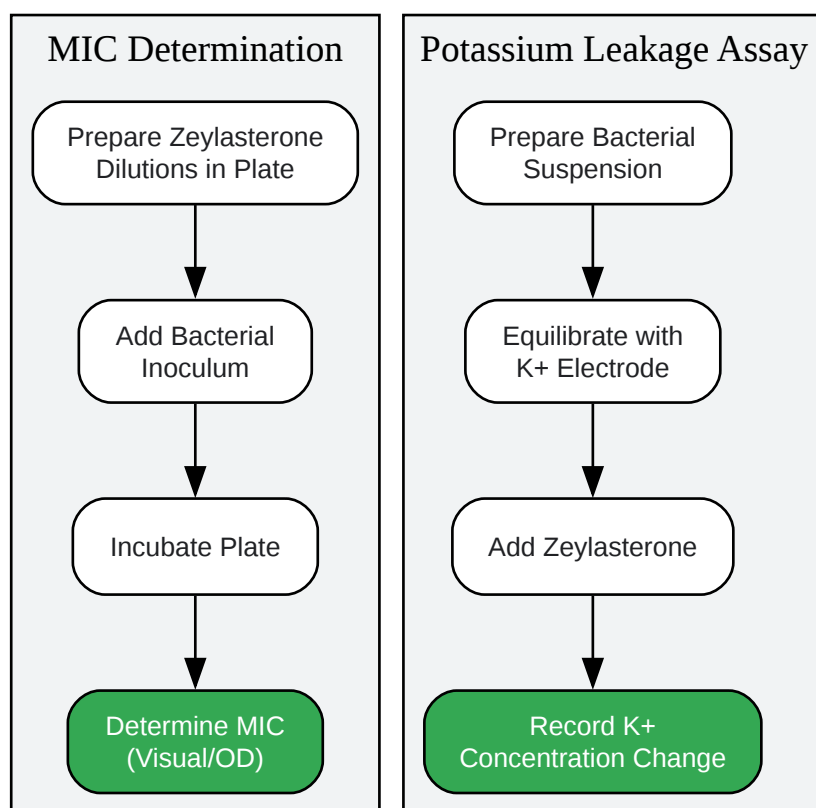 MIC Determination
Prepare Zeylasterone
Dilutions in Plate
Add Bacterial
Inoculum
Incubate Plate
Determine MIC
(Visual/OD)
Potassium Leakage Assay
Prepare Bacterial
Suspension
Equilibrate with
K+ Electrode
Add Zeylasterone
Record K+
Concentration Change